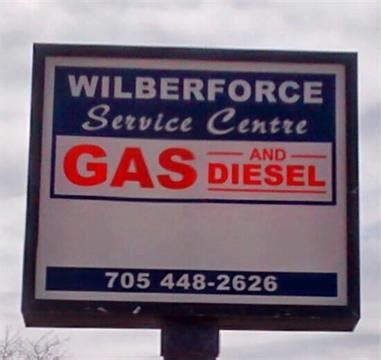 WILBERFORCE
Service Centre
GAS AND DIESEL
705 448-2626